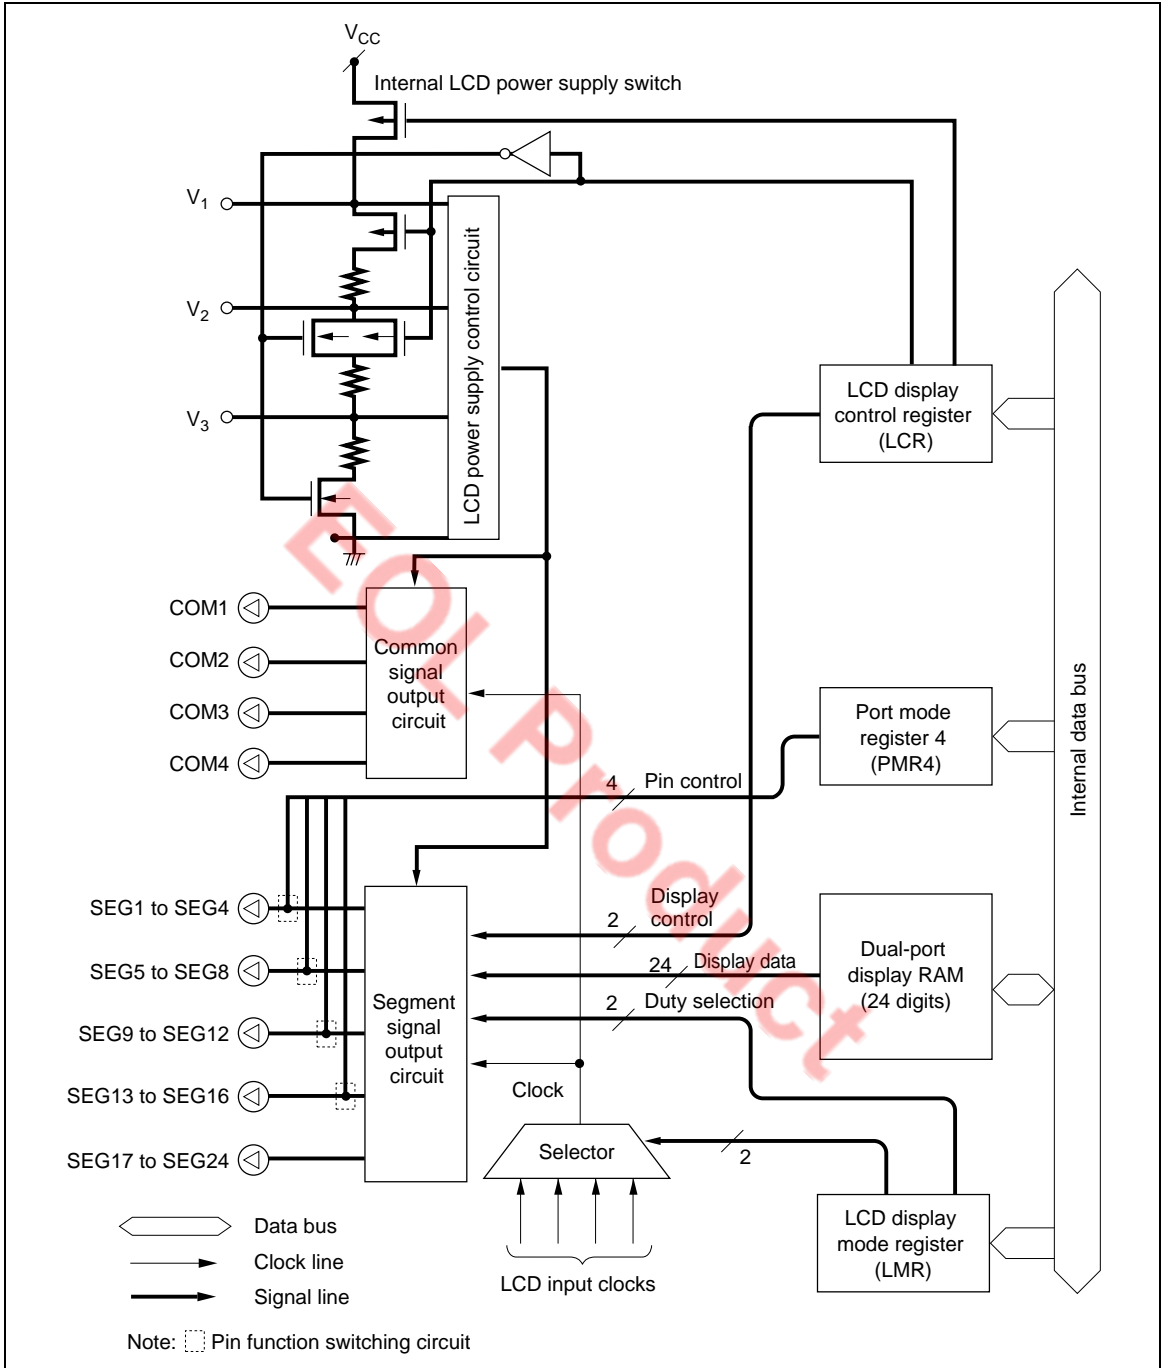 VCC
Internal LCD power supply switch
V1
V2
V3
LCD power supply control circuit
LCD display
control register
(LCR)
Internal data bus
COM1
COM2
COM3
COM4
Common
signal
output
circuit
Port mode
register 4
(PMR4)
4
Pin control
SEG1 to SEG4
SEG5 to SEG8
SEG9 to SEG12
SEG13 to SEG16
SEG17 to SEG24
Segment
signal
output
circuit
2
Display
control
24
Display data
2
Duty selection
Dual-port
display RAM
(24 digits)
Clock
Selector
2
LCD input clocks
LCD display
mode register
(LMR)
Data bus
Clock line
Signal line
Note: Pin function switching circuit
EOL Product